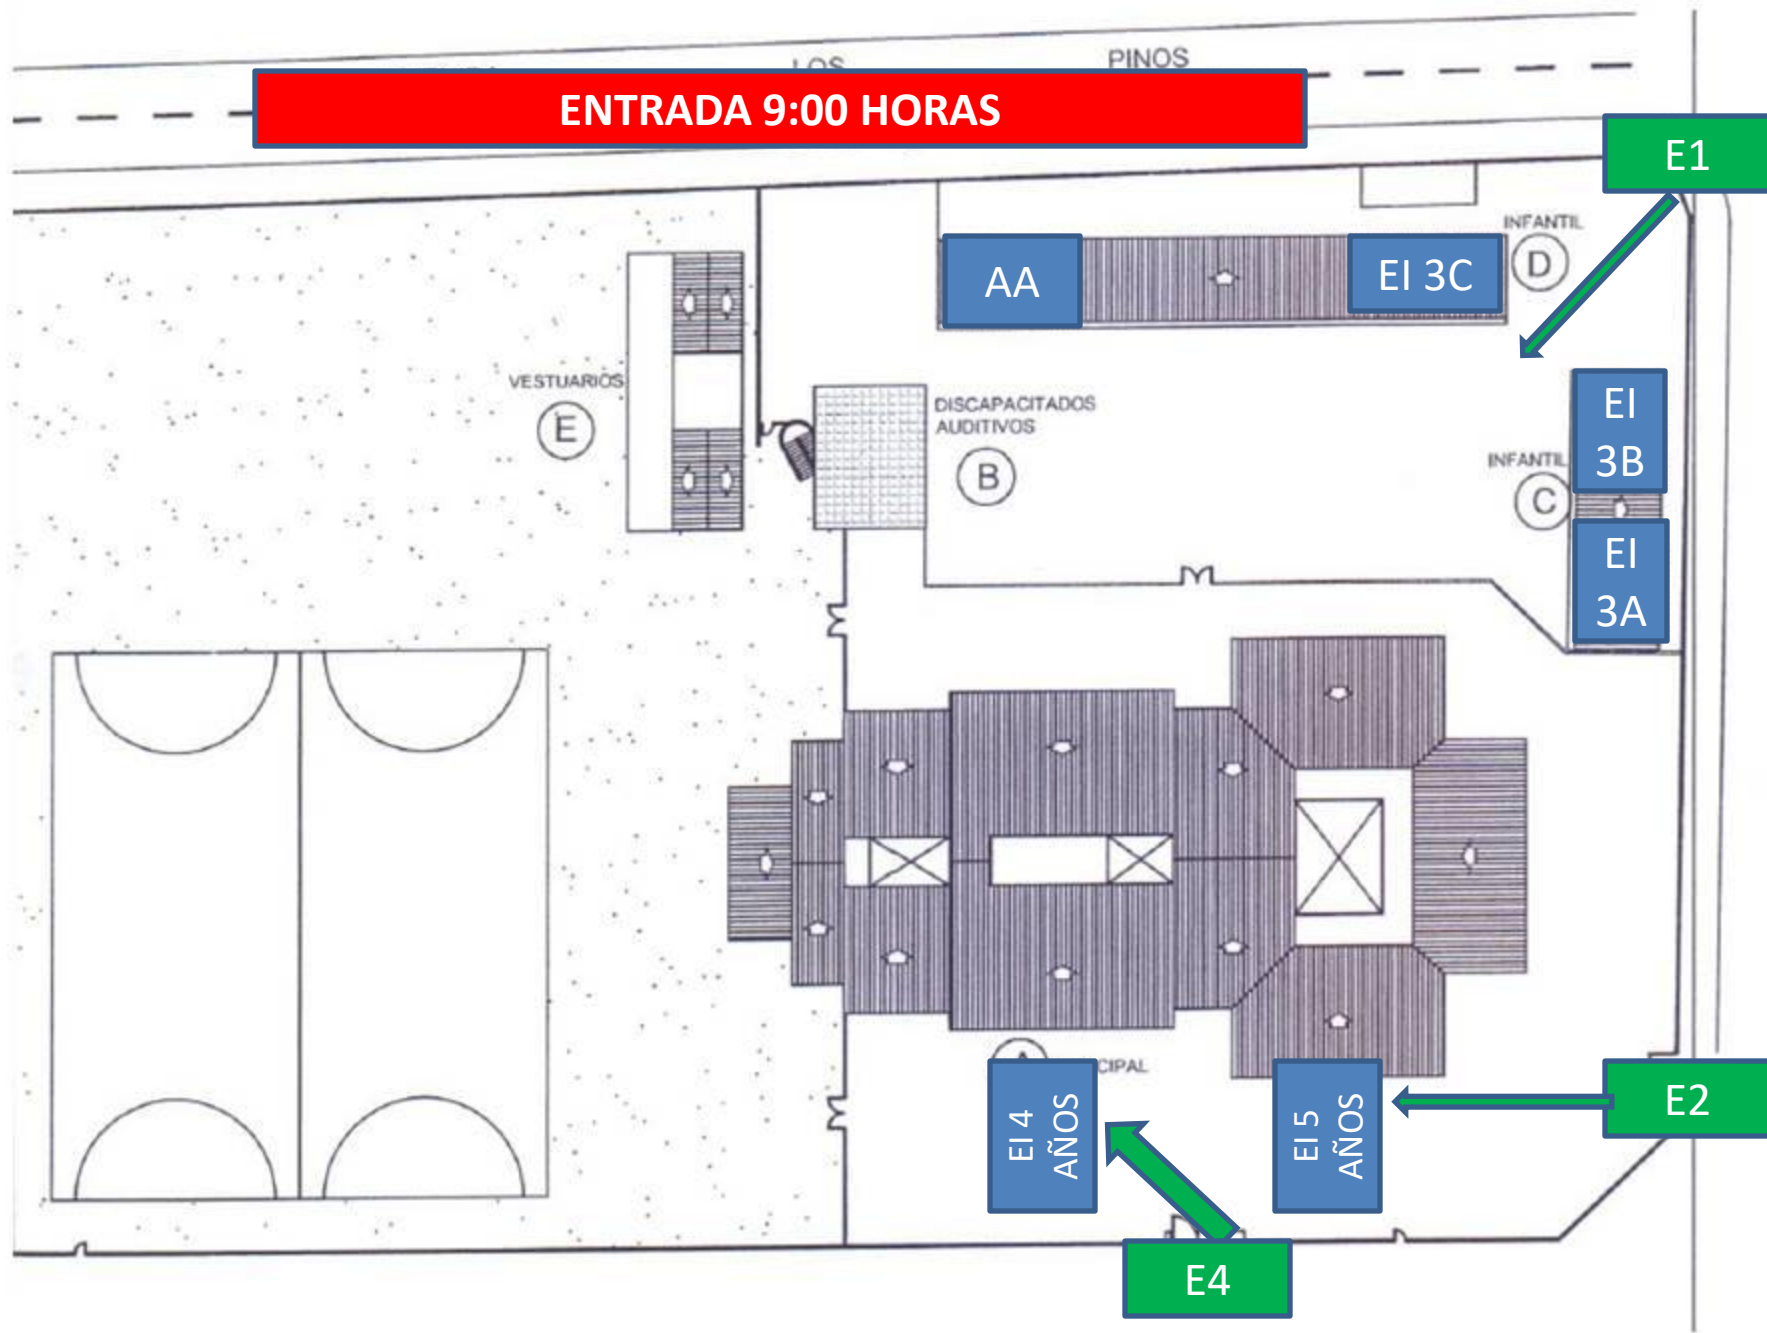 LOS
PINOS
ENTRADA 9:00 HORAS
E1
INFANTIL
D
AA
EI 3C
VESTUARIOS
E
DISCAPACITADOS
AUDITIVOS
B
EI
3B
INFANTIL
C
EI
3A
CIPAL
EI 4
AÑOS
EI 5
AÑOS
E2
E4